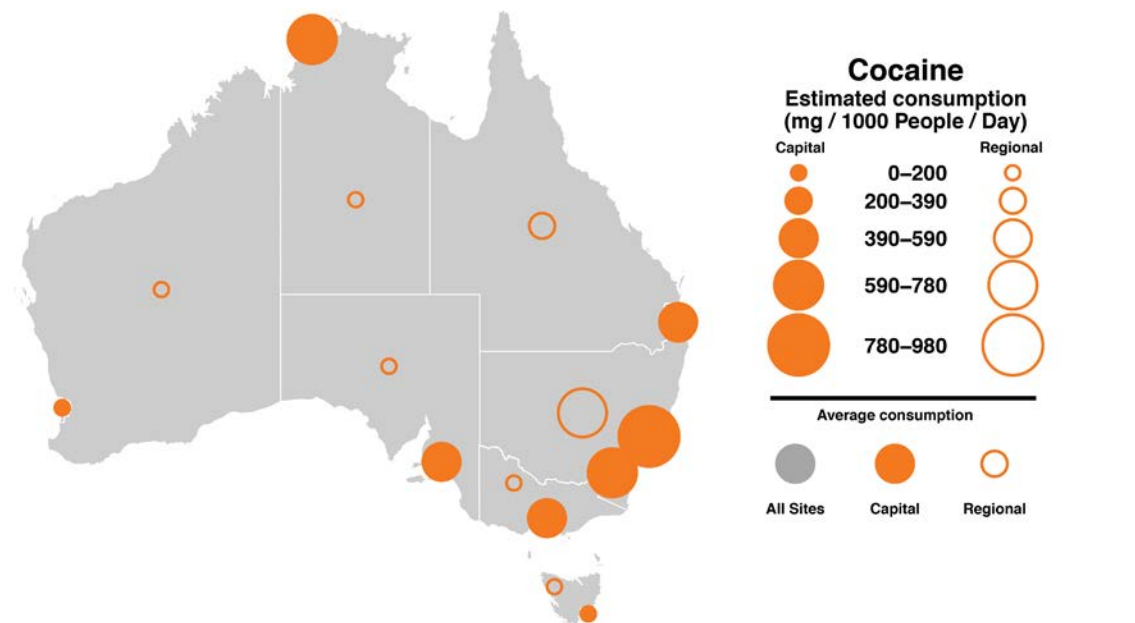 Cocaine
Estimated consumption
(mg / 1000 People / Day)
Capital Regional
0–200
200–390
390–590
590–780
780–980
Average consumption
All Sites Capital Regional